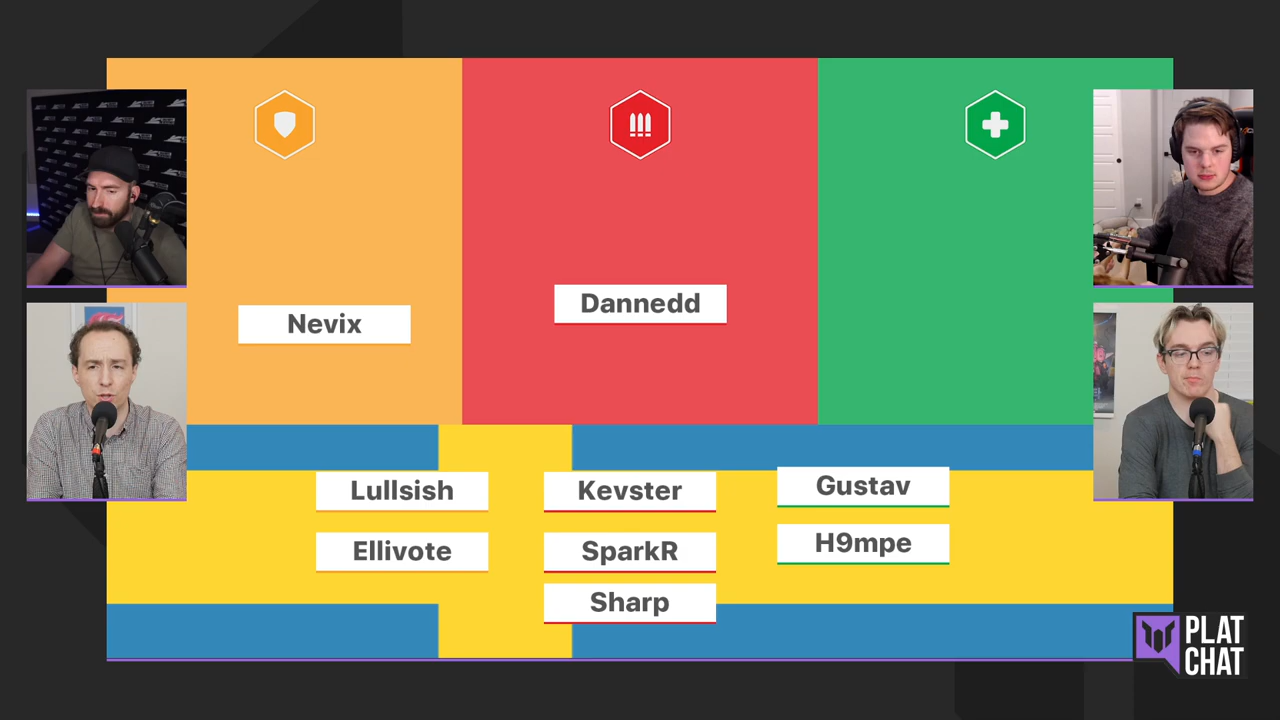 Nevix
Dannedd
Lullsish
Kevster
Gustav
Ellivote
SparkR
H9mpe
Sharp
PLAT
CHAT